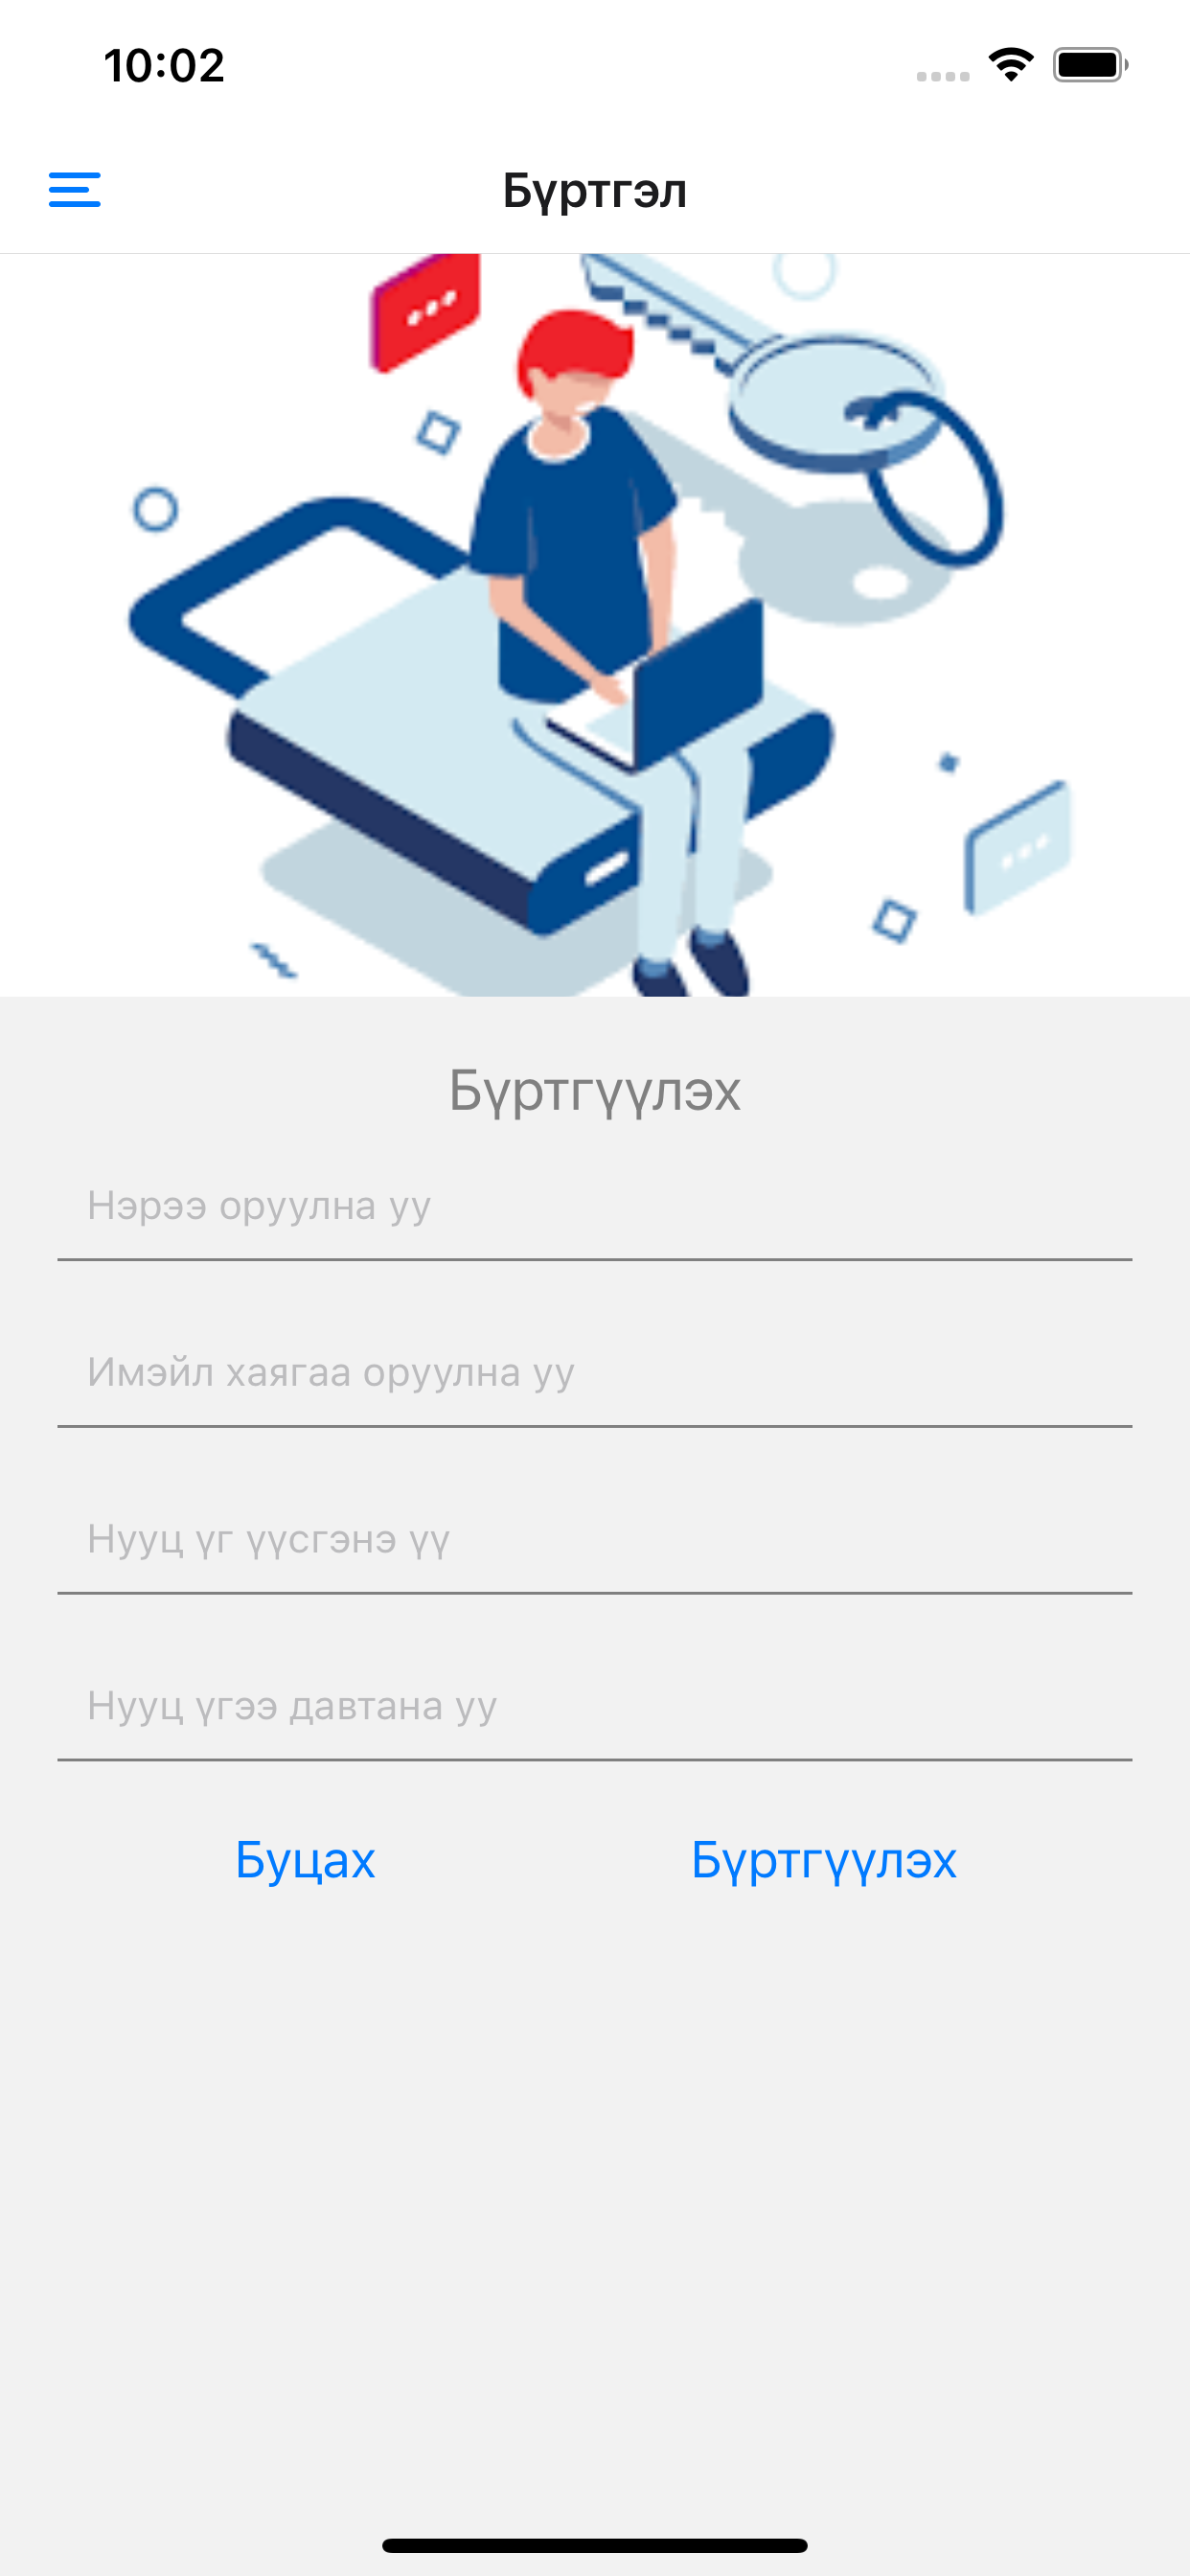 10:02
Бүртгэл
Бүртгүүлэх
Нэрээ оруулна уу
Имэйл хаягаа оруулна уу
Нууц үг үүсгэнэ үү
Нууц үгээ давтана уу
Буцах Бүртгүүлэх